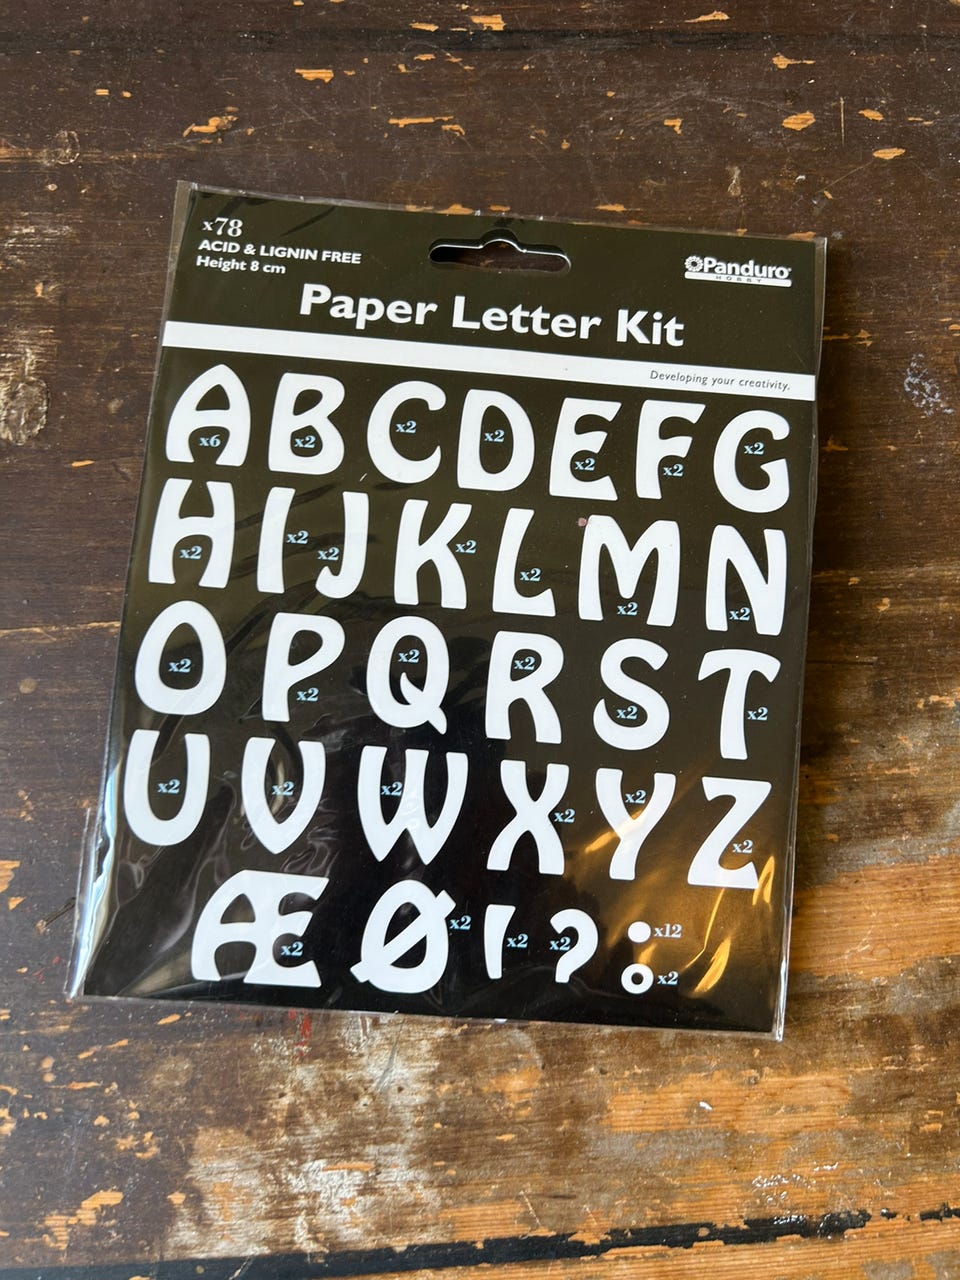 x78
ACID & LIGNIN FREE
Height 8 cm
Panduro
HOBBY
Paper Letter Kit
Developing your creativity.
A x6 B x2 C x2 D x2 E x2 F x2 G x2
H x2 I x2 x2 J K x2 L x2 M x2 N x2
O x2 P x2 Q x2 R x2 S x2 T x2
U x2 V x2 W x2 X x2 Y x2 Z x2
Æ x2 Ø x2 ! x2 ? x2 : x12
x2